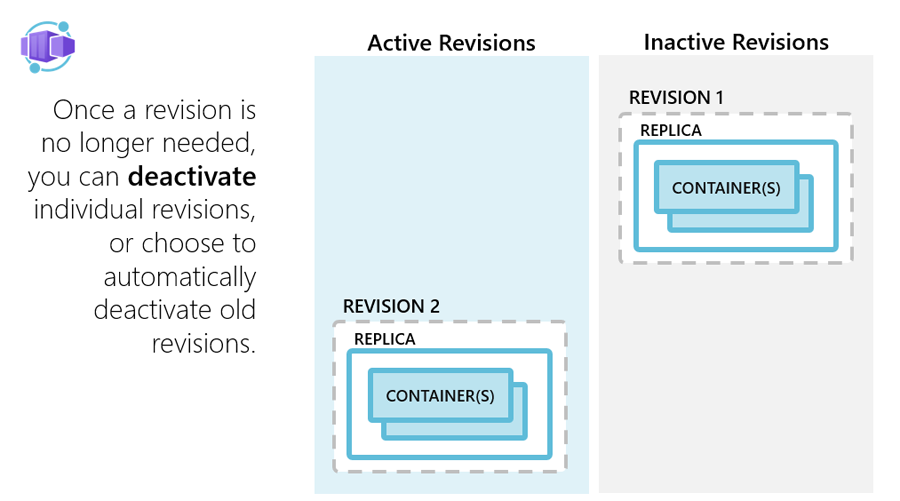 Once a revision is
no longer needed,
you can deactivate
individual revisions,
or choose to
automatically
deactivate old
revisions.
Active Revisions
REVISION 2
REPLICA
CONTAINER(S)
Inactive Revisions
REVISION 1
REPLICA
CONTAINER(S)